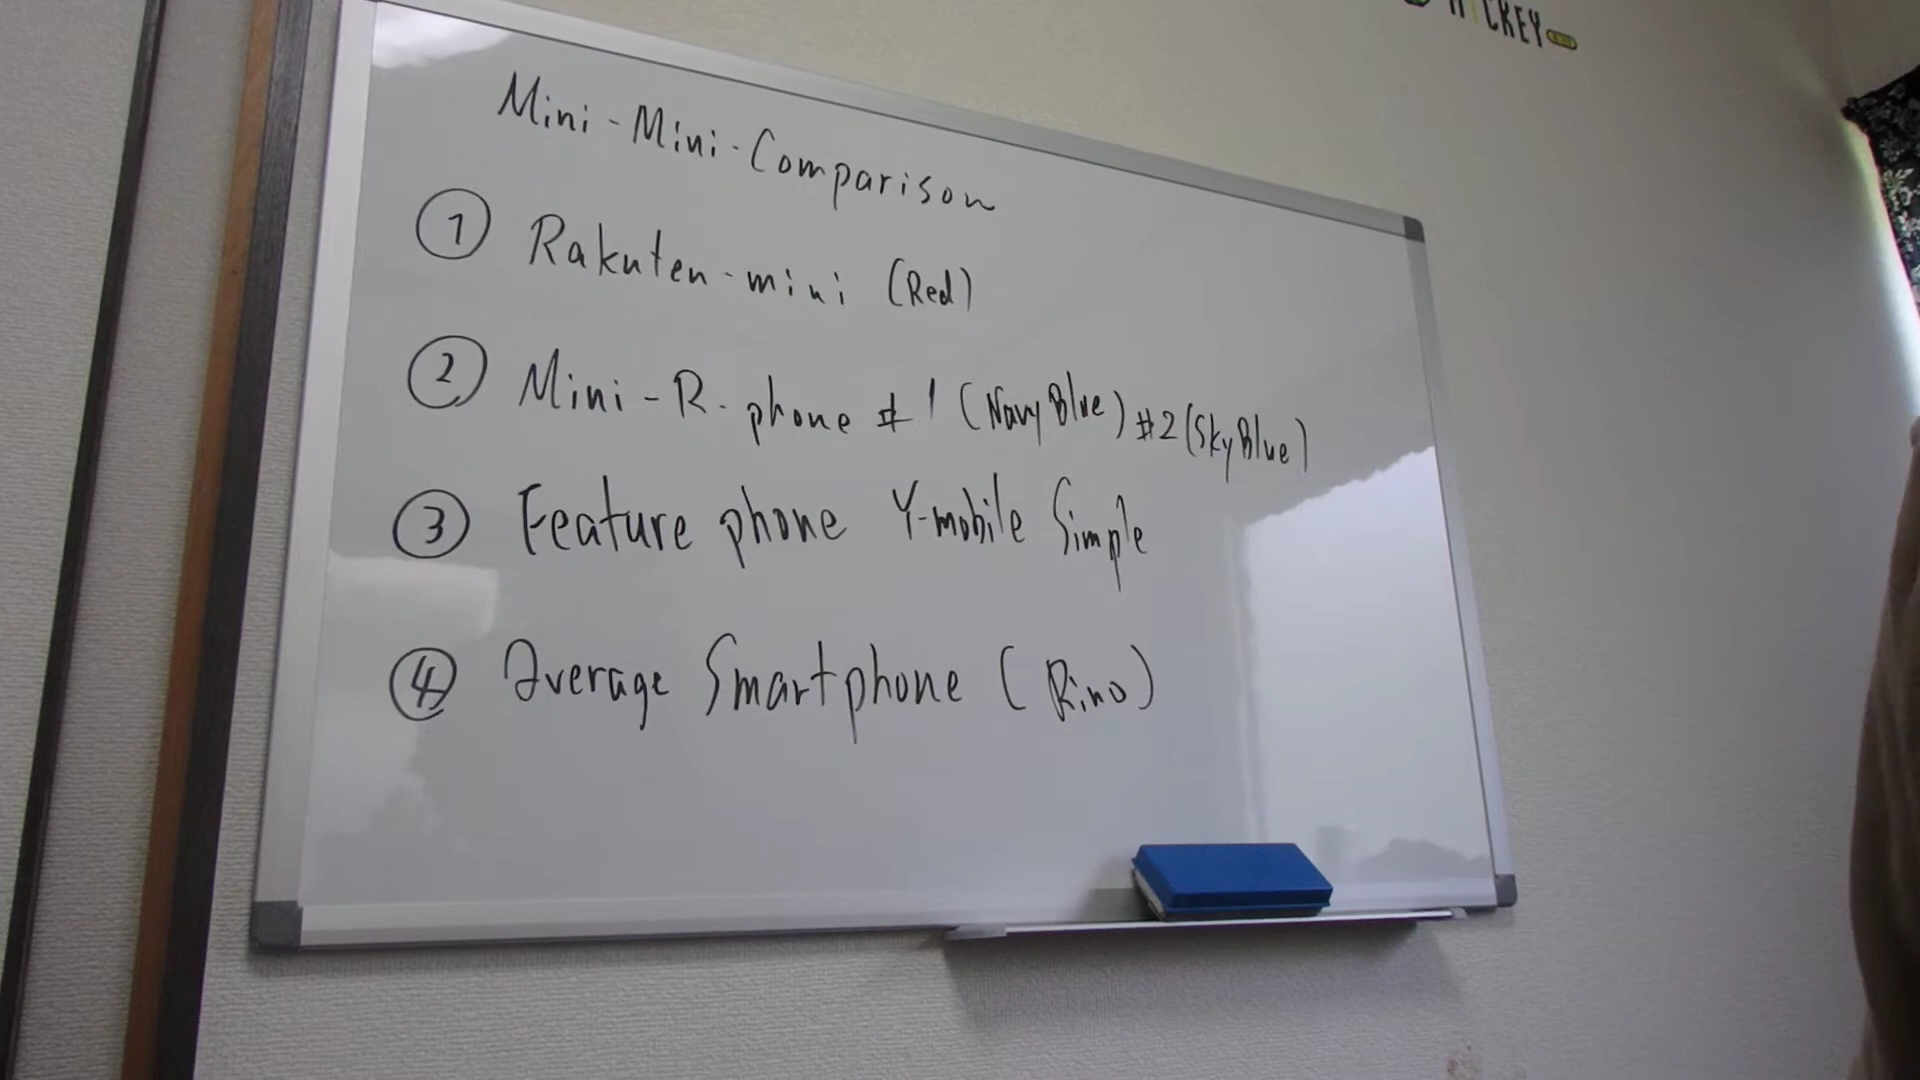 Mini-Mini-Comparison
① Rakuten-mini (Red)
② Mini-R-phone #1 (Navy Blue) #2 (Sky Blue)
③ Feature phone Y-mobile Simple
④ Average Smartphone (Rino)